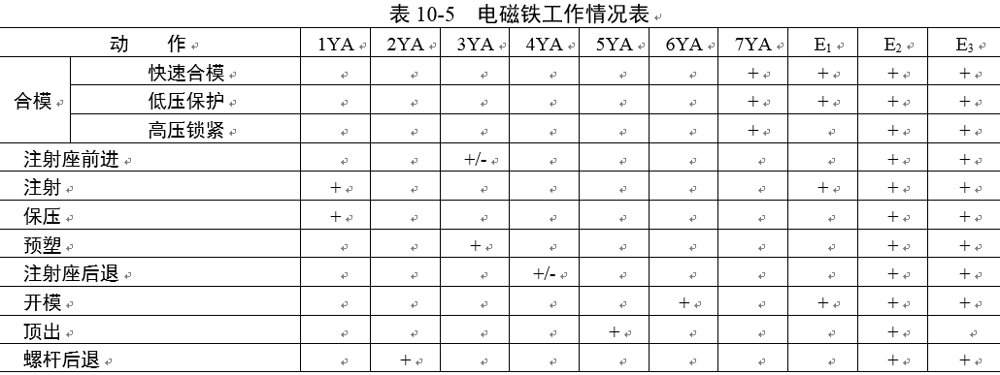 表 10-5 电磁铁工作情况表
动 作 1YA 2YA 3YA 4YA 5YA 6YA 7YA E₁ E₂ E₃
合模 快速合模 + + + +
低压保护 + + + +
高压锁紧 + + +
注射座前进 +/- + +
注射 + + + +
保压 + + +
预塑 + + +
注射座后退 +/- + +
开模 + + + +
顶出 + +
螺杆后退 + + +